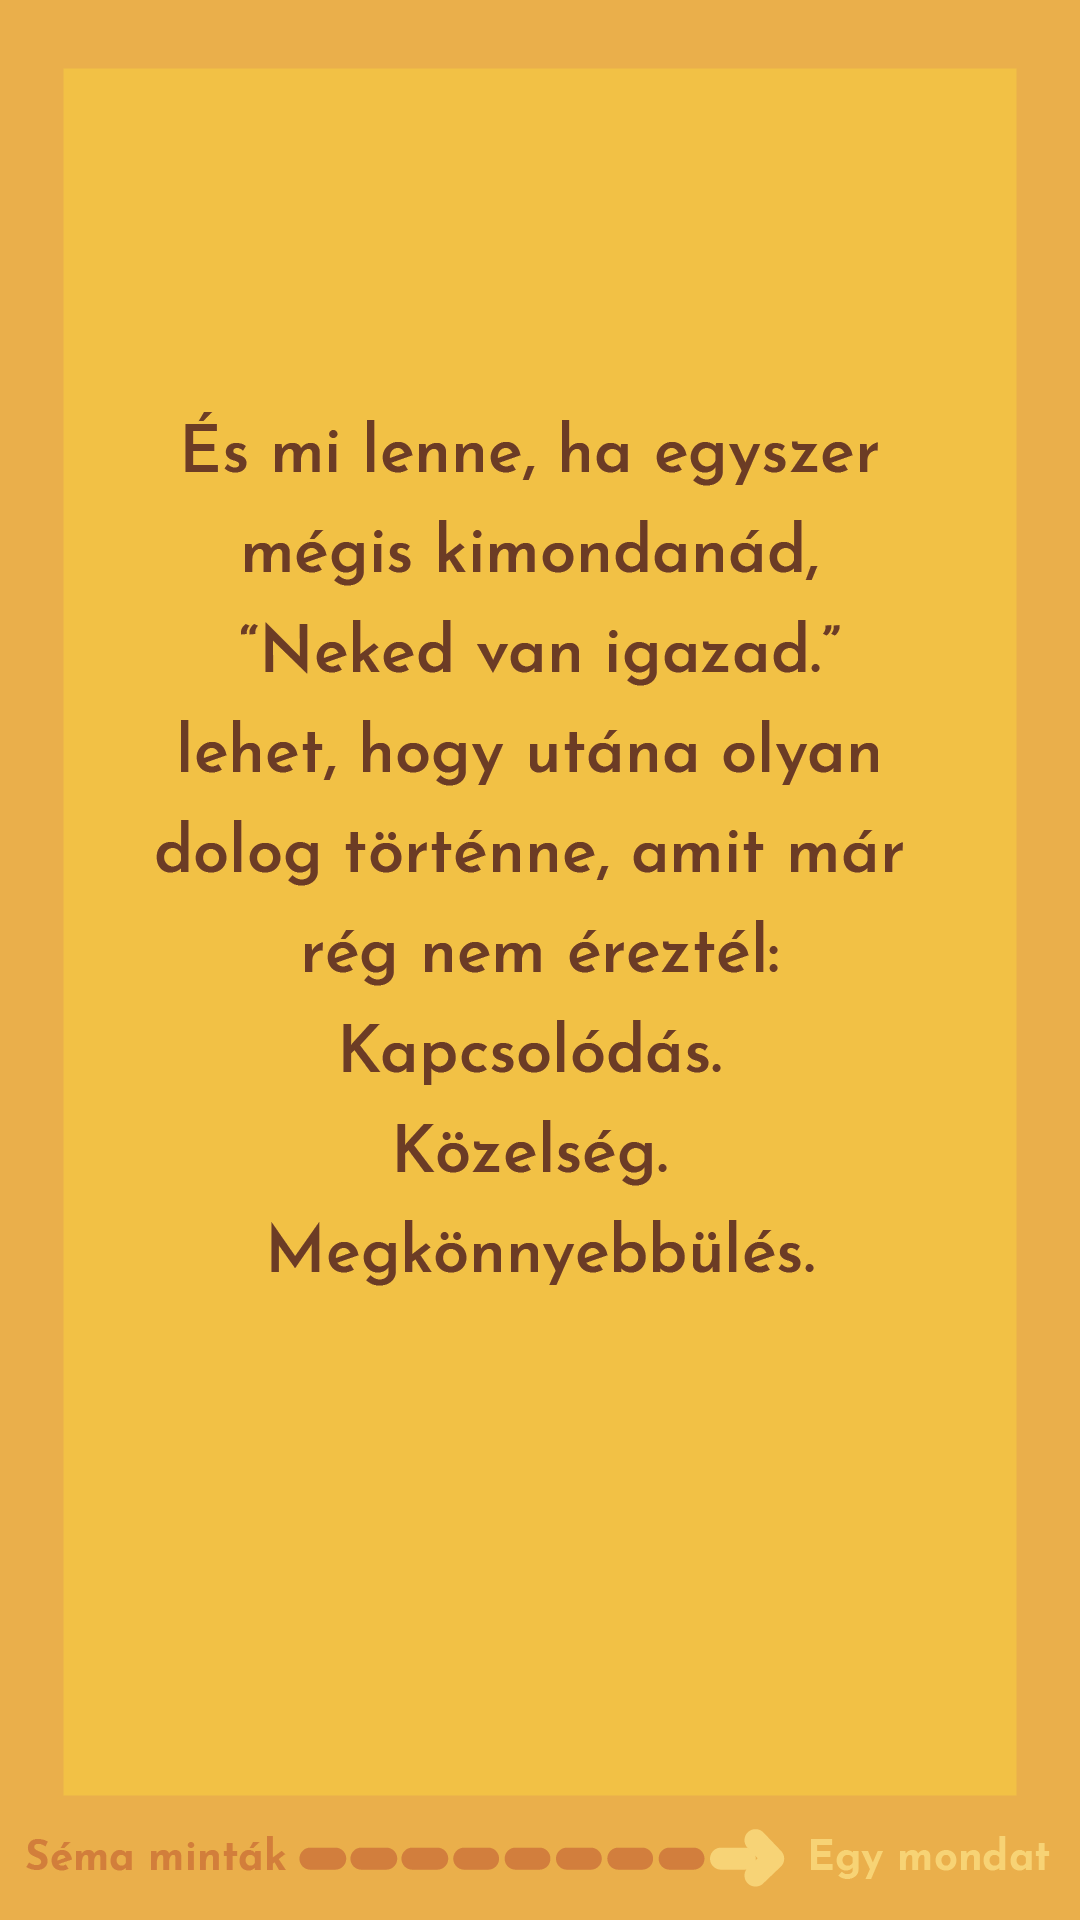 És mi lenne, ha egyszer
mégis kimondanád,
“Neked van igazad.”
lehet, hogy utána olyan
dolog történne, amit már
rég nem éreztél:
Kapcsolódás.
Közelség.
Megkönnyebbülés.
Séma minták
Egy mondat